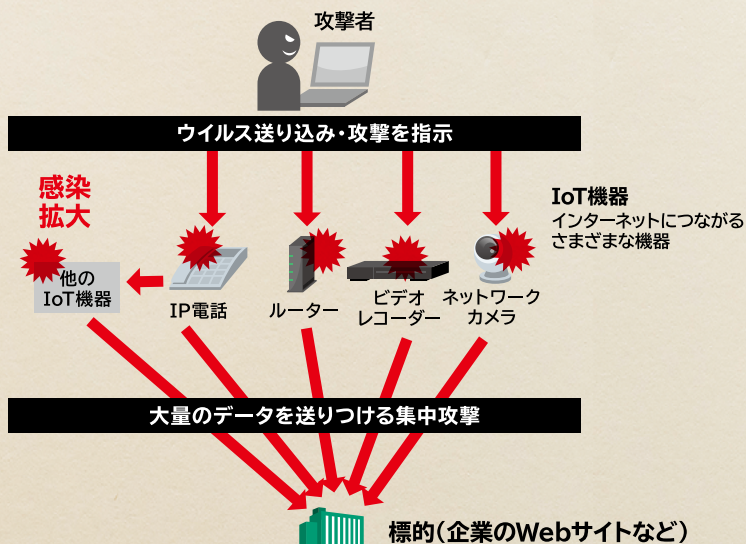 攻撃者
ウイルス送り込み・攻撃を指示
感染
拡大
IoT機器
インターネットにつながる
さまざまな機器
他の
IoT機器
IP電話
ルーター
ビデオ
レコーダー
ネットワーク
カメラ
大量のデータを送りつける集中攻撃
標的(企業のWebサイトなど)